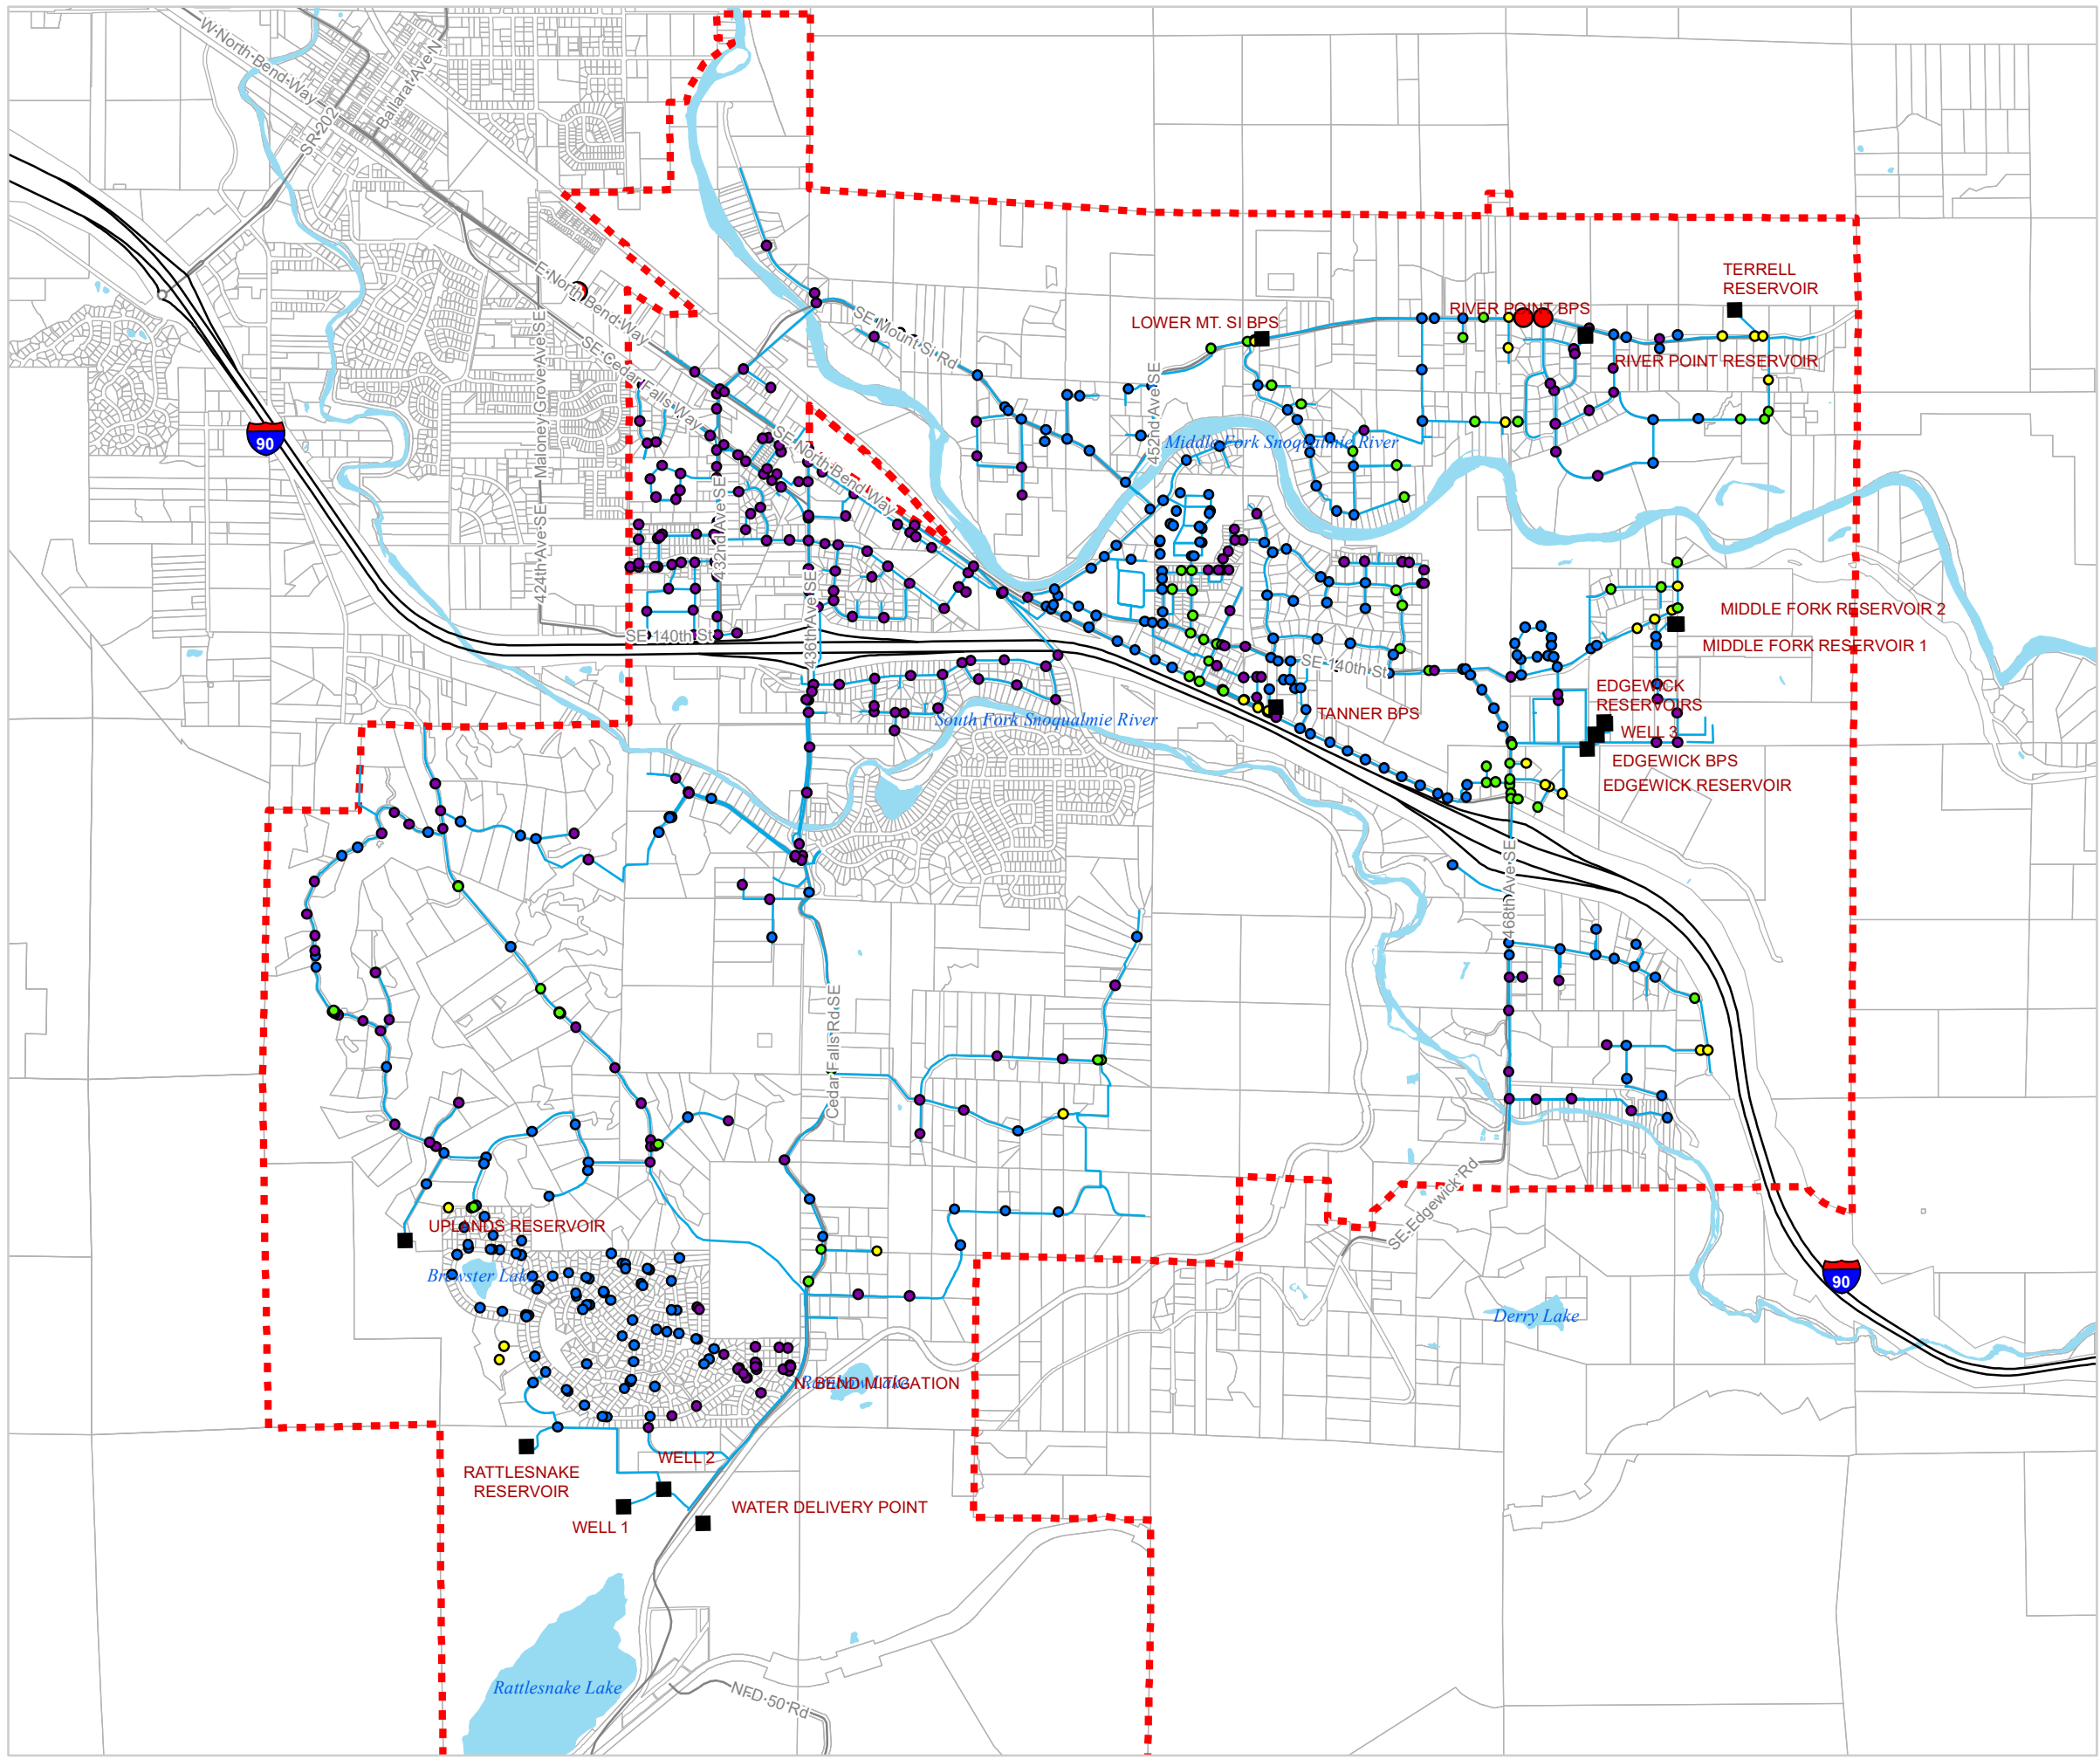 W North Bend Way
Ballarat Ave N
SR 202
E North Bend Way
SE Cedar Falls Way
424th Ave SE Maloney Grove Ave SE
90
SE Mount Si Rd
LOWER MT. SI BPS
RIVER POINT BPS
TERRELL
RESERVOIR
RIVER POINT RESERVOIR
452nd Ave SE
Middle Fork Snoqualmie River
SE North Bend Way
432nd Ave SE
436th Ave SE
SE 140th St
MIDDLE FORK RESERVOIR 2
MIDDLE FORK RESERVOIR 1
SE 140th St
EDGEWICK
RESERVOIRS
TANNER BPS
WELL 3
South Fork Snoqualmie River
EDGEWICK BPS
EDGEWICK RESERVOIR
468th Ave SE
Cedar Falls Rd SE
SE Edgewick Rd
UPLANDS RESERVOIR
Brewster Lake
90
Derry Lake
N. BEND MITIGATION
WELL 2
RATTLESNAKE
RESERVOIR
WATER DELIVERY POINT
WELL 1
Rattlesnake Lake
NFD 50 Rd